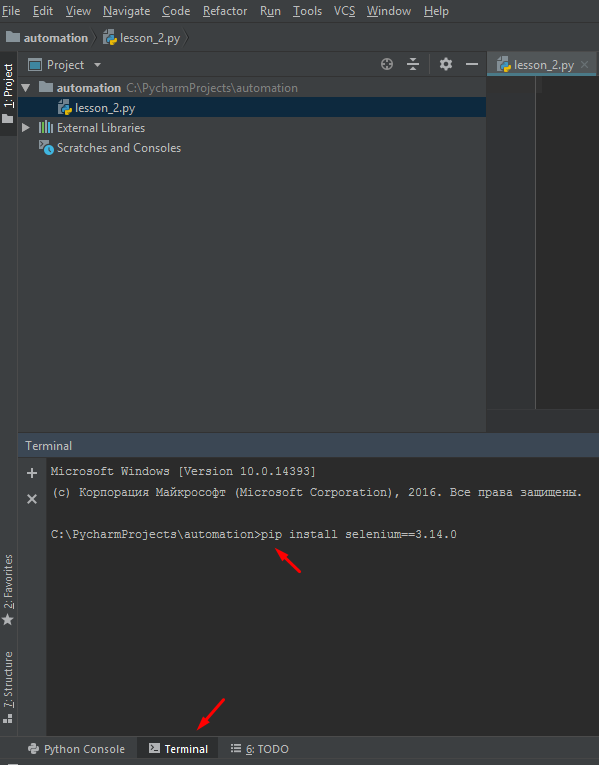 File Edit View Navigate Code Refactor Run Tools VCS Window Help
automation lesson_2.py
1: Project
Project
lesson_2.py
automation C:\PycharmProjects\automation
lesson_2.py
External Libraries
Scratches and Consoles
Terminal
Microsoft Windows [Version 10.0.14393]
(c) Корпорация Майкрософт (Microsoft Corporation), 2016. Все права защищены.
C:\PycharmProjects\automation>pip install selenium==3.14.0
2: Favorites
7: Structure
Python Console Terminal 6: TODO